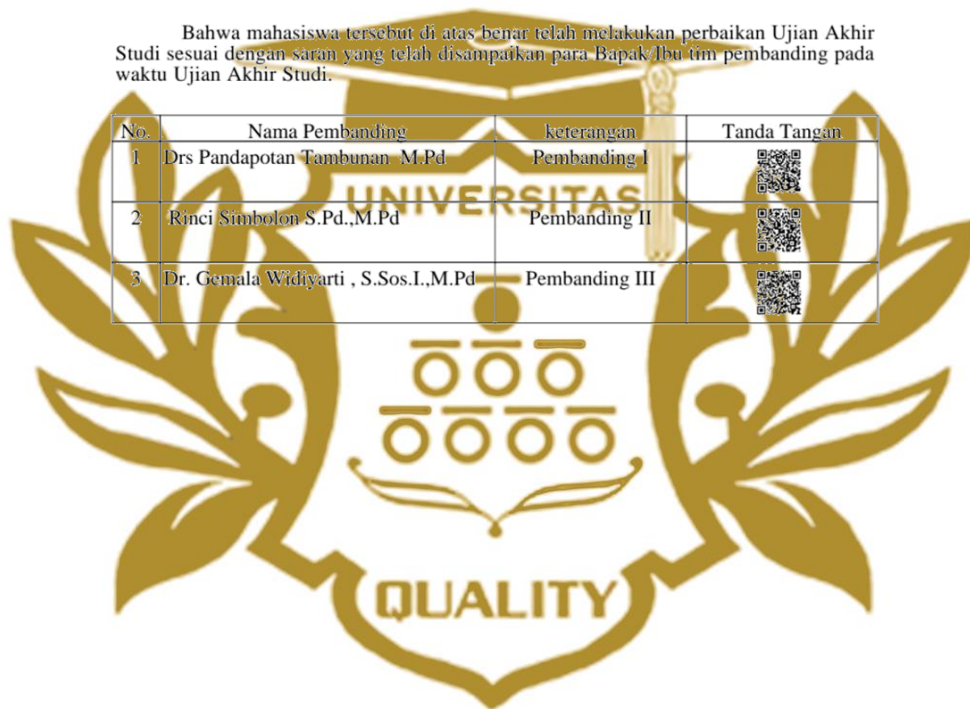 Bahwa mahasiswa tersebut di atas benar telah melakukan perbaikan Ujian Akhir
Studi sesuai dengan saran yang telah disampaikan para Bapak/Ibu tim pembanding pada
waktu Ujian Akhir Studi.
No. Nama Pembanding keterangan Tanda Tangan
1 Drs Pandapotan Tambunan M.Pd Pembanding I
UNIVERSITAS
2 Rinci Simbolon S.Pd.,M.Pd Pembanding II
3 Dr. Gemala Widiyarti , S.Sos.I.,M.Pd Pembanding III
QUALITY